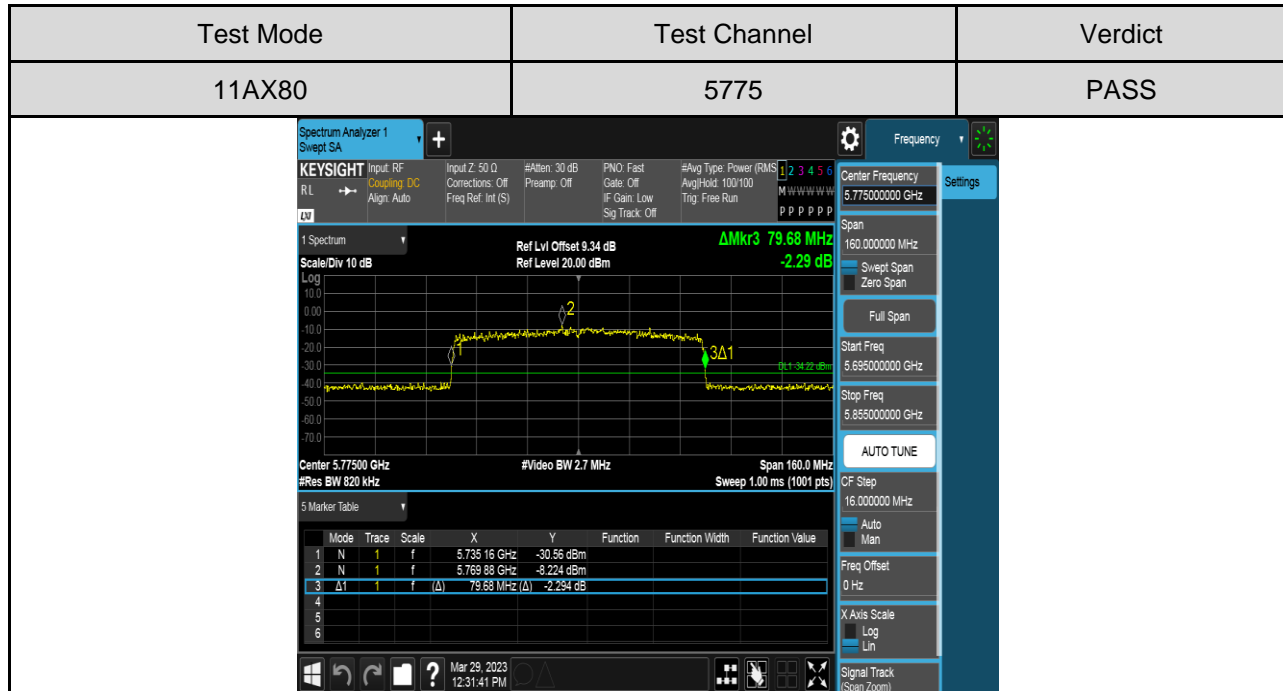 Test Mode Test Channel Verdict
11AX80 5775 PASS
Spectrum Analyzer 1
Swept SA
+
Frequency
KEYSIGHT Input: RF Input Z: 50 Ω #Atten: 30 dB PNO: Fast #Avg Type: Power (RMS 1 2 3 4 5 6
RL Coupling: DC Corrections: Off Preamp: Off Gate: Off Avg|Hold: 100/100 M W W W W W
Align: Auto Freq Ref: Int (S) IF Gain: Low Trig: Free Run
LXI Sig Track: Off P P P P P P
1 Spectrum
Ref Lvl Offset 9.34 dB ΔMkr3 79.68 MHz
Scale/Div 10 dB Ref Level 20.00 dBm -2.29 dB
Log
10.0
0.00
-10.0
-20.0
-30.0
-40.0
-50.0
-60.0
-70.0
2
1
3Δ1
DL1 -34.22 dBm
Center 5.77500 GHz #Video BW 2.7 MHz Span 160.0 MHz
#Res BW 820 kHz Sweep 1.00 ms (1001 pts)
5 Marker Table
Mode Trace Scale X Y Function Function Width Function Value
1 N 1 f 5.735 16 GHz -30.56 dBm
2 N 1 f 5.769 88 GHz -8.224 dBm
3 Δ1 1 f (Δ) 79.68 MHz (Δ) -2.294 dB
4
5
6
? Mar 29, 2023
12:31:41 PM
Center Frequency
5.775000000 GHz
Settings
Span
160.000000 MHz
Swept Span
Zero Span
Full Span
Start Freq
5.695000000 GHz
Stop Freq
5.855000000 GHz
AUTO TUNE
CF Step
16.000000 MHz
Auto
Man
Freq Offset
0 Hz
X Axis Scale
Log
Lin
Signal Track
(Span Zoom)